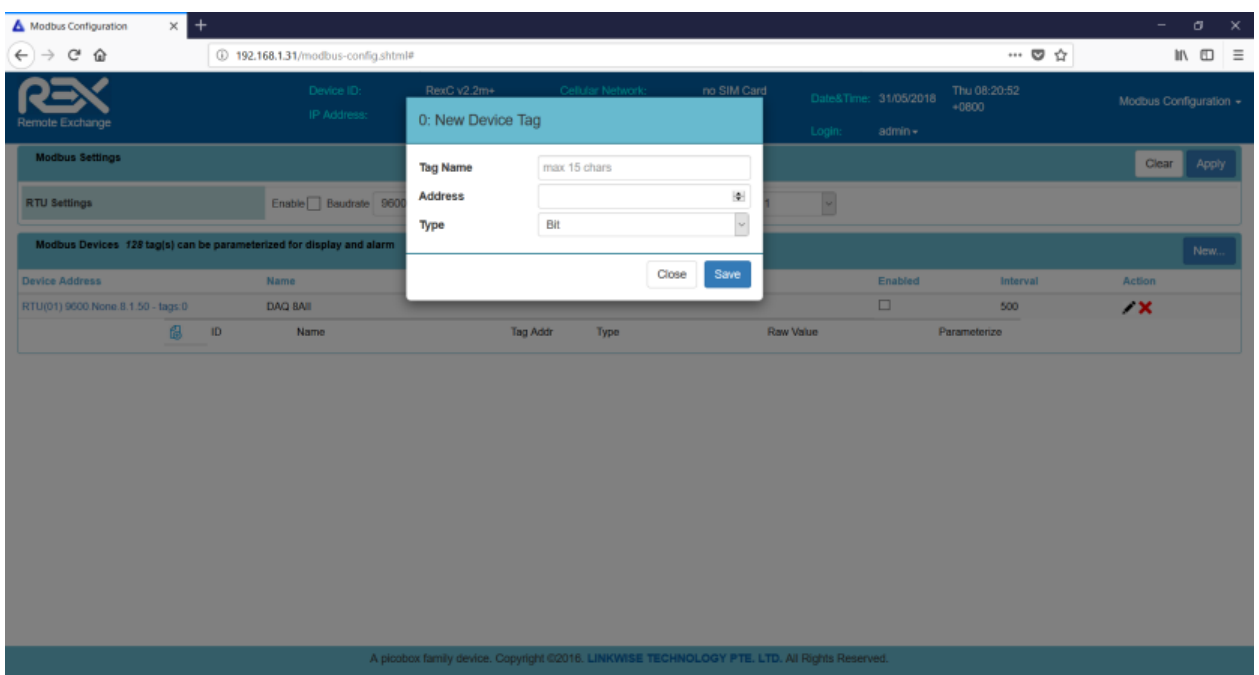 Modbus Configuration
192.168.1.31/modbus-config.shtml#
REX
Remote Exchange
Device ID: RexC v2.2m+ Cellular Network: no SIM Card
IP Address:
Date&Time: 31/05/2018 Thu 08:20:52 +0800
Login: admin
Modbus Configuration
0: New Device Tag
Tag Name max 15 chars
Address
Type Bit
Close Save
Modbus Settings Clear Apply
RTU Settings Enable Baudrate 9600 1
Modbus Devices 128 tag(s) can be parameterized for display and alarm New...
Device Address Name Enabled Interval Action
RTU(01) 9600 None.8.1.50 - tags:0 DAQ 8AII 500
ID Name Tag Addr Type Raw Value Parameterize
A picobox family device. Copyright ©2016. LINKWISE TECHNOLOGY PTE. LTD. All Rights Reserved.